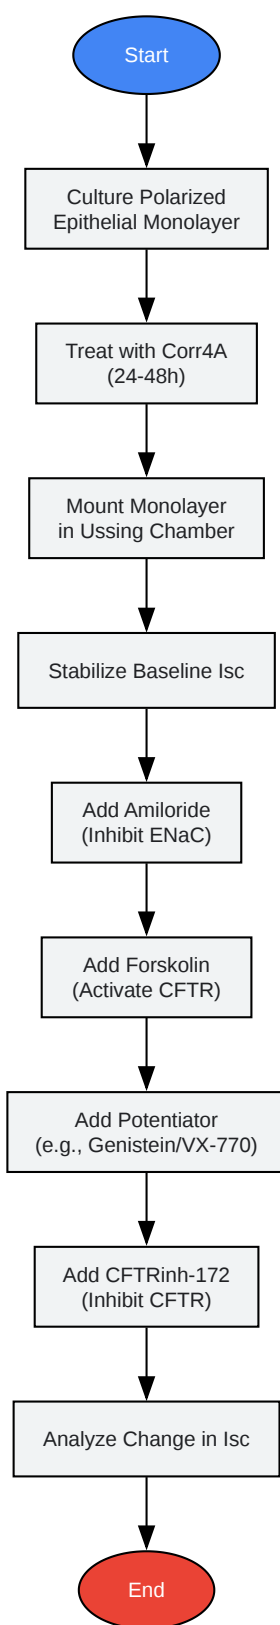 Start
Culture Polarized
Epithelial Monolayer
Treat with Corr4A
(24-48h)
Mount Monolayer
in Ussing Chamber
Stabilize Baseline Isc
Add Amiloride
(Inhibit ENaC)
Add Forskolin
(Activate CFTR)
Add Potentiator
(e.g., Genistein/VX-770)
Add CFTRinh-172
(Inhibit CFTR)
Analyze Change in Isc
End